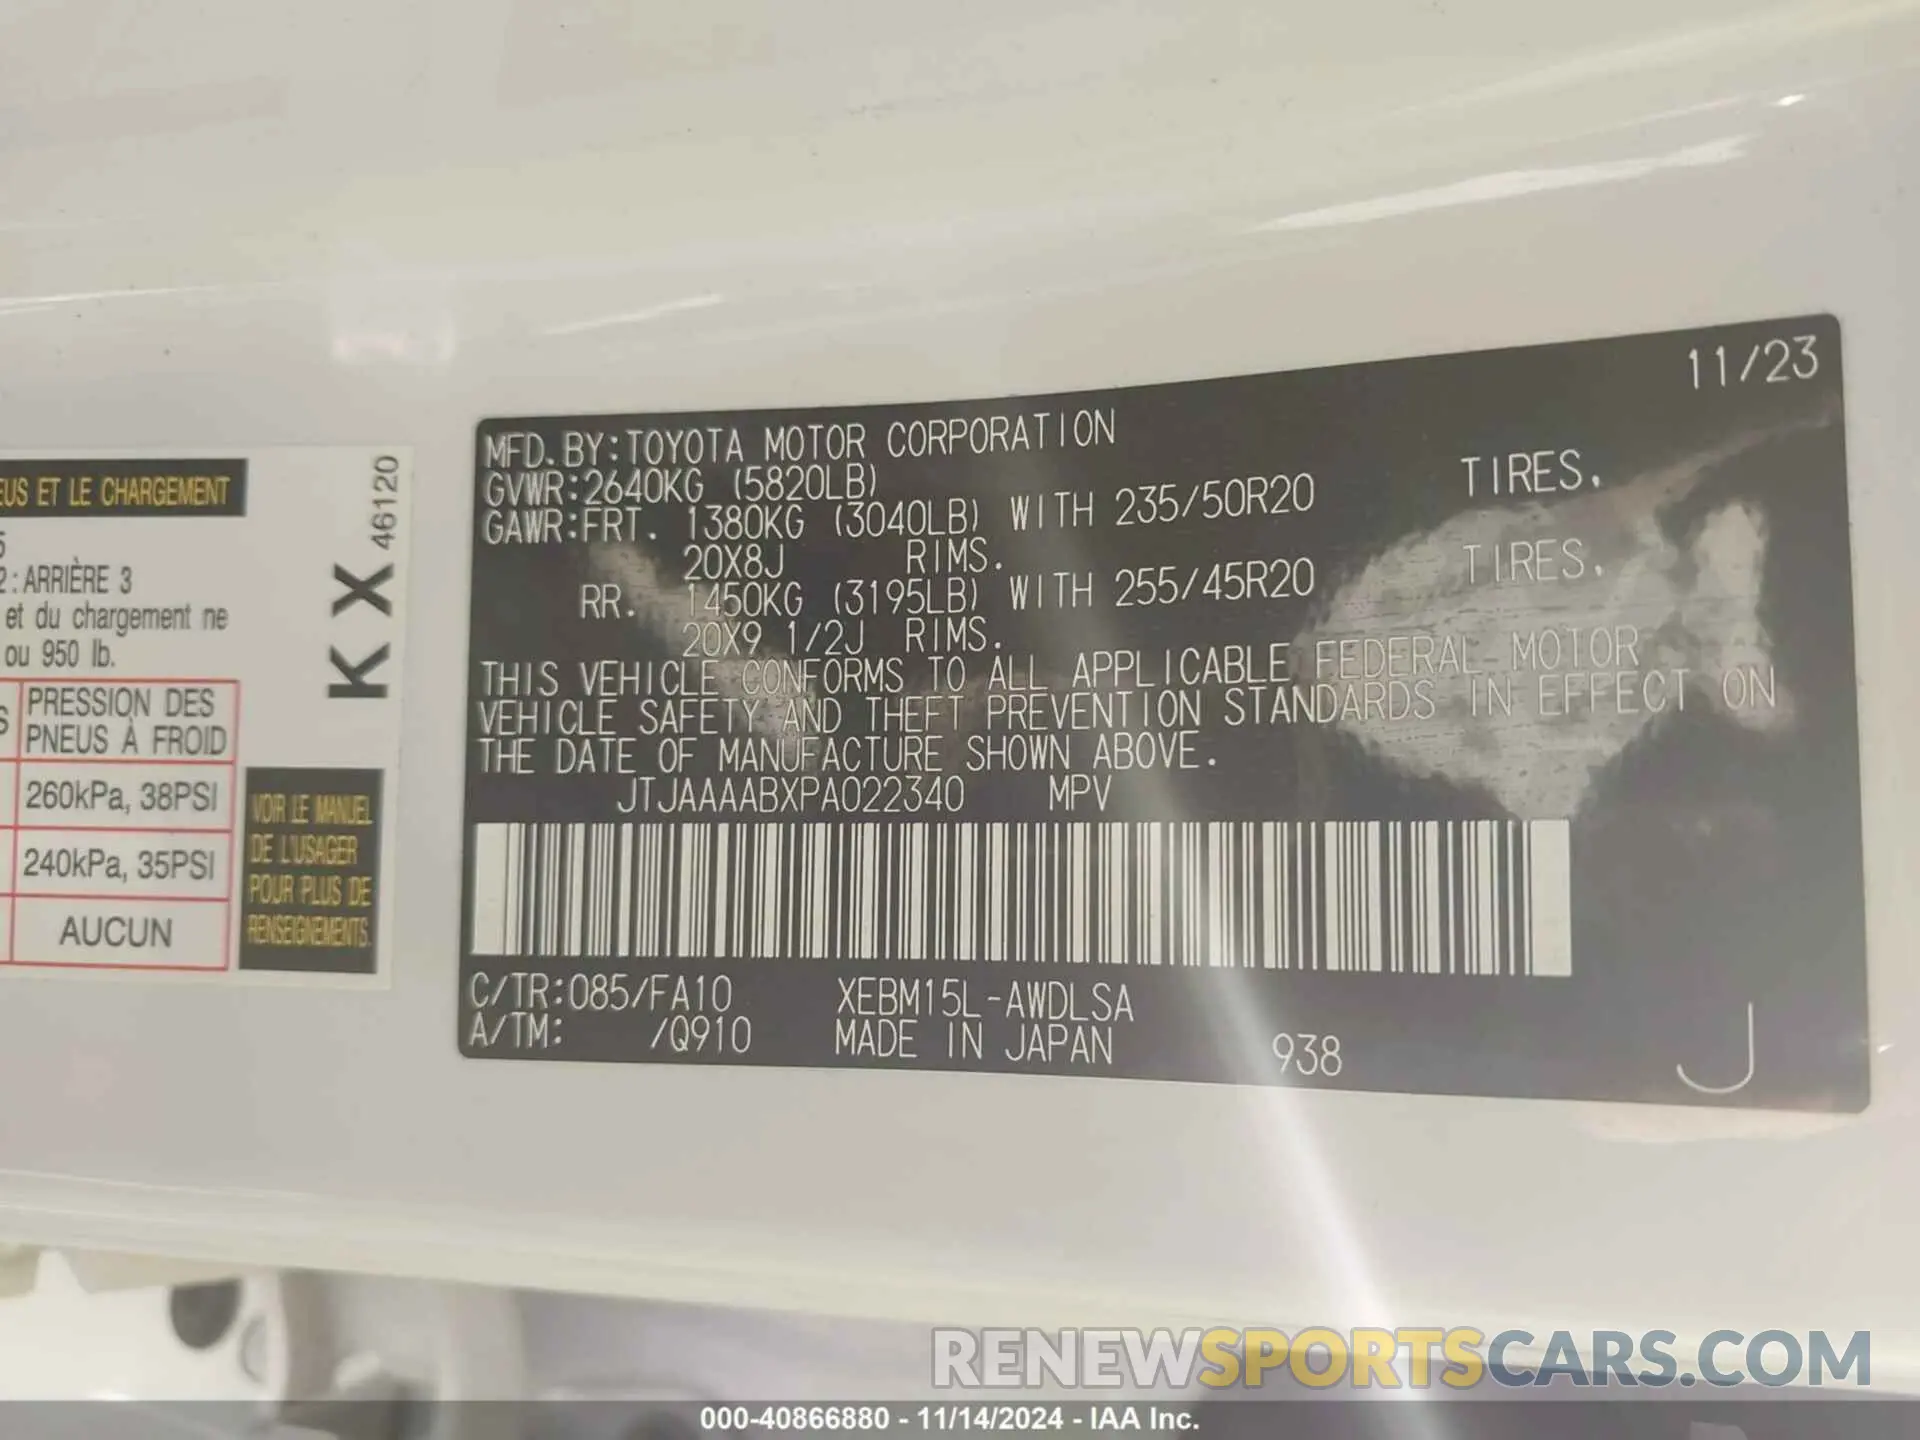 EUS ET LE CHARGEMENT
5
2: ARRIÈRE 3
et du chargement ne
ou 950 lb.
S
PRESSION DES
PNEUS À FROID
260kPa, 38PSI
240kPa, 35PSI
AUCUN
KX 46120
VOIR LE MANUEL
DE L'USAGER
POUR PLUS DE
RENSEIGNEMENTS.
11/23
MFD.BY:TOYOTA MOTOR CORPORATION
GVWR:2640KG (5820LB)
GAWR:FRT. 1380KG (3040LB) WITH 235/50R20 TIRES,
20X8J RIMS.
RR. 1450KG (3195LB) WITH 255/45R20 TIRES,
20X9 1/2J RIMS.
THIS VEHICLE CONFORMS TO ALL APPLICABLE FEDERAL MOTOR
VEHICLE SAFETY AND THEFT PREVENTION STANDARDS IN EFFECT ON
THE DATE OF MANUFACTURE SHOWN ABOVE.
JTJAAAABXPA022340 MPV
C/TR:085/FA10 XEBM15L-AWDLSA
A/TM: /Q910 MADE IN JAPAN 938
J
RENEWSPORTSCARS.COM
000-40866880 - 11/14/2024 - IAA Inc.